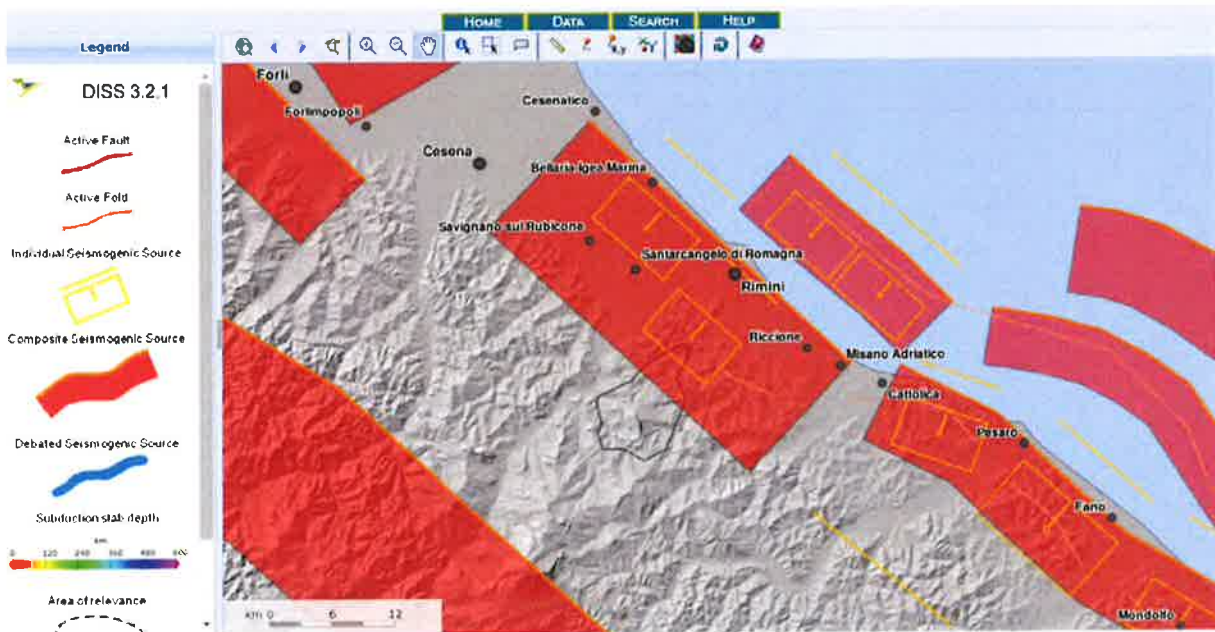 HOME DATA SEARCH HELP
Legend
DISS 3.2.1
Active Fault
Active Fold
Individual Seismogenic Source
Composite Seismogenic Source
Debated Seismogenic Source
Subduction slab depth
km
0 120 240 360 480 600
Area of relevance
Forlì
Forlimpopoli
Cesenatico
Cesena
Bellaria-Igea Marina
Savignano sul Rubicone
Santarcangelo di Romagna
Rimini
Riccione
Misano Adriatico
Cattolica
Pesaro
Fano
Mondolfo
km 0 6 12